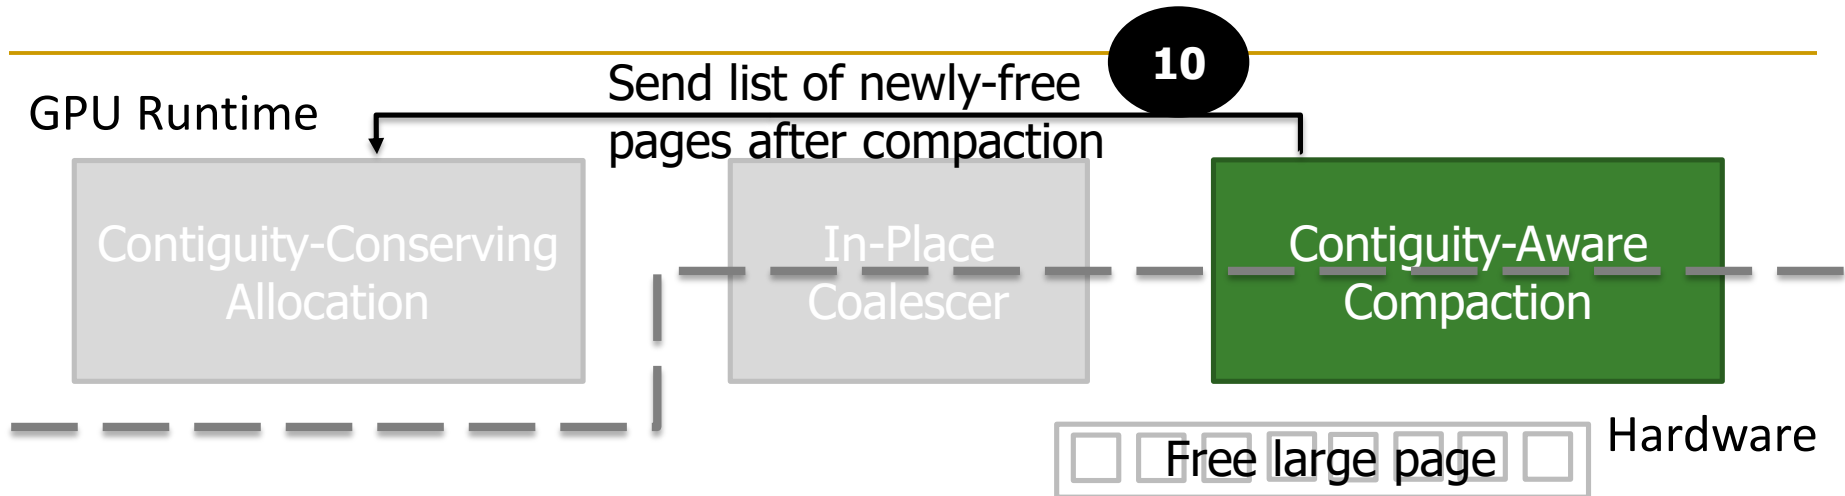 10
Send list of newly-free
pages after compaction
GPU Runtime
Contiguity-Conserving
Allocation
In-Place
Coalescer
Contiguity-Aware
Compaction
Hardware
Free large page